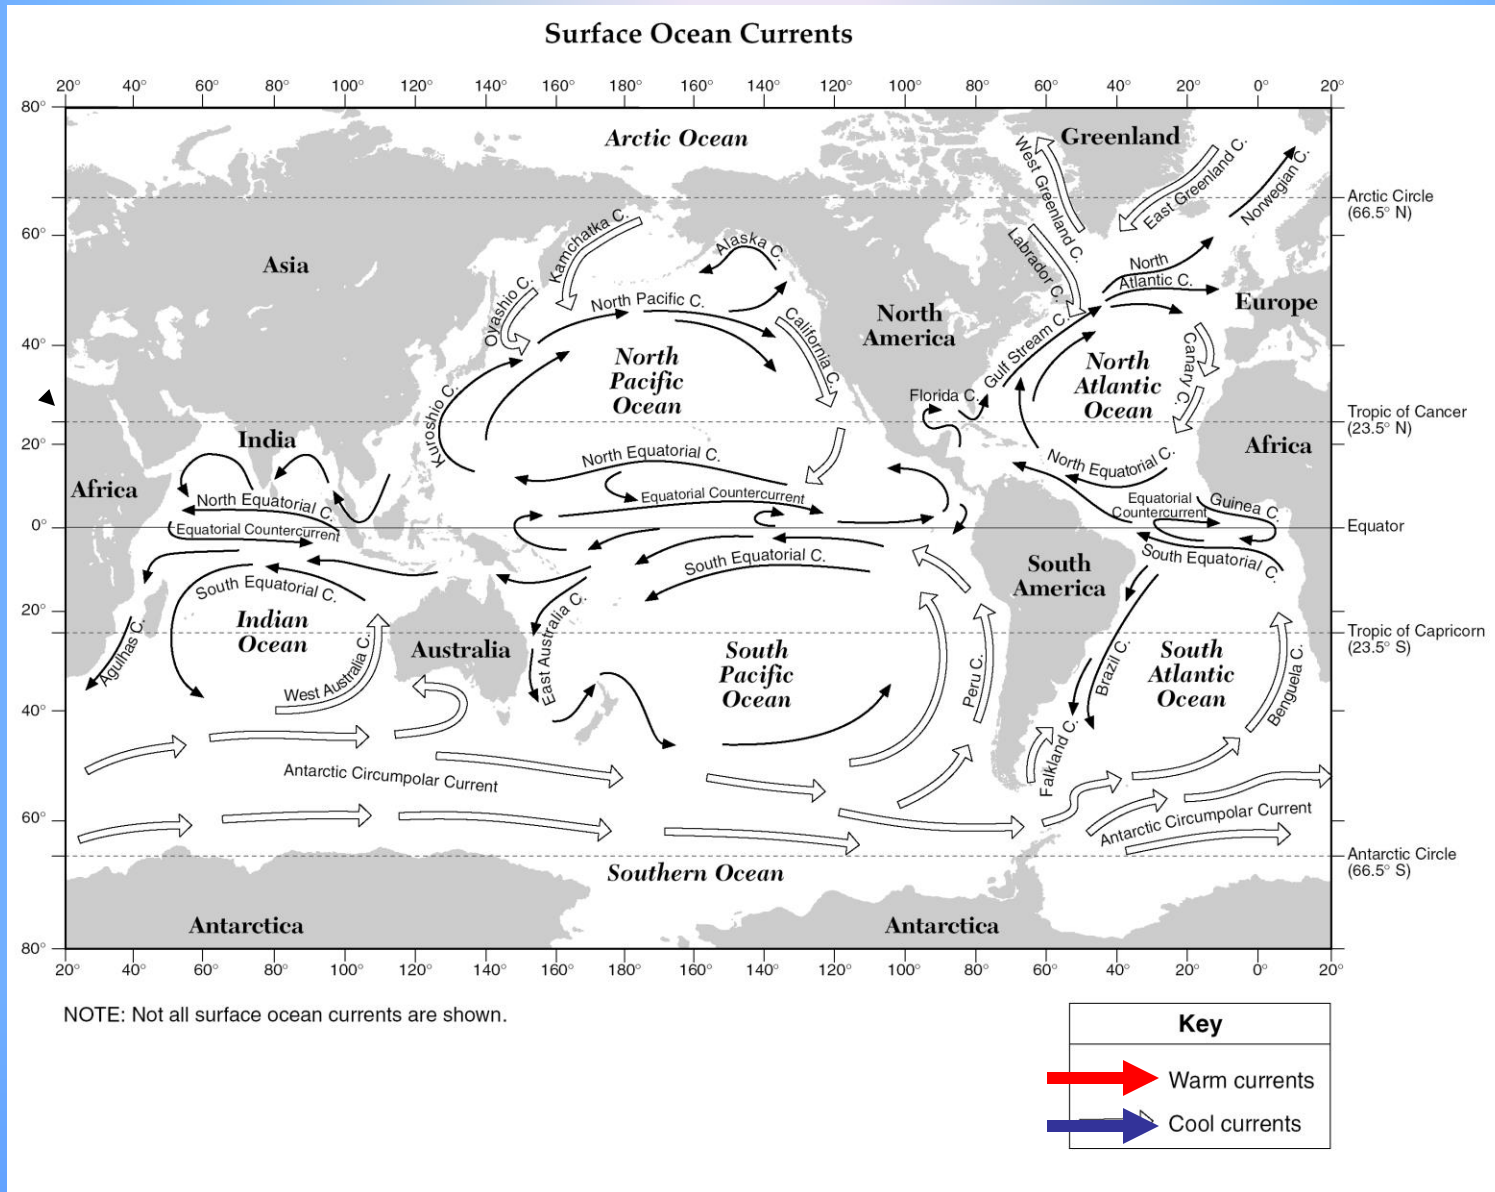 Surface Ocean Currents
20° 40° 60° 80° 100° 120° 140° 160° 180° 160° 140° 120° 100° 80° 60° 40° 20° 0° 20°
80°
Arctic Ocean
Greenland
West Greenland C.
East Greenland C.
Norwegian C.
Arctic Circle
(66.5° N)
60°
Kamchatka C.
Alaska C.
Labrador C.
Asia
North
Atlantic C.
Oyashio C.
North Pacific C.
Europe
North
America
California C.
Gulf Stream C.
Canary C.
40°
North
Pacific
Ocean
North
Atlantic
Ocean
Kuroshio C.
Florida C.
Tropic of Cancer
(23.5° N)
20°
India
Africa
North Equatorial C.
North Equatorial C.
Africa
North Equatorial C.
Equatorial Countercurrent
Equatorial
Countercurrent
Guinea C.
0°
Equatorial Countercurrent
Equator
South Equatorial C.
South Equatorial C.
South
America
South Equatorial C.
20°
Indian
Ocean
Agulhas C.
Australia
East Australia C.
South
Pacific
Ocean
Peru C.
Brazil C.
South
Atlantic
Ocean
Tropic of Capricorn
(23.5° S)
West Australia C.
Benguela C.
40°
Falkland C.
Antarctic Circumpolar Current
Antarctic Circumpolar Current
60°
Southern Ocean
Antarctic Circle
(66.5° S)
Antarctica
Antarctica
80°
20° 40° 60° 80° 100° 120° 140° 160° 180° 160° 140° 120° 100° 80° 60° 40° 20° 0° 20°
NOTE: Not all surface ocean currents are shown.
Key
Warm currents
Cool currents